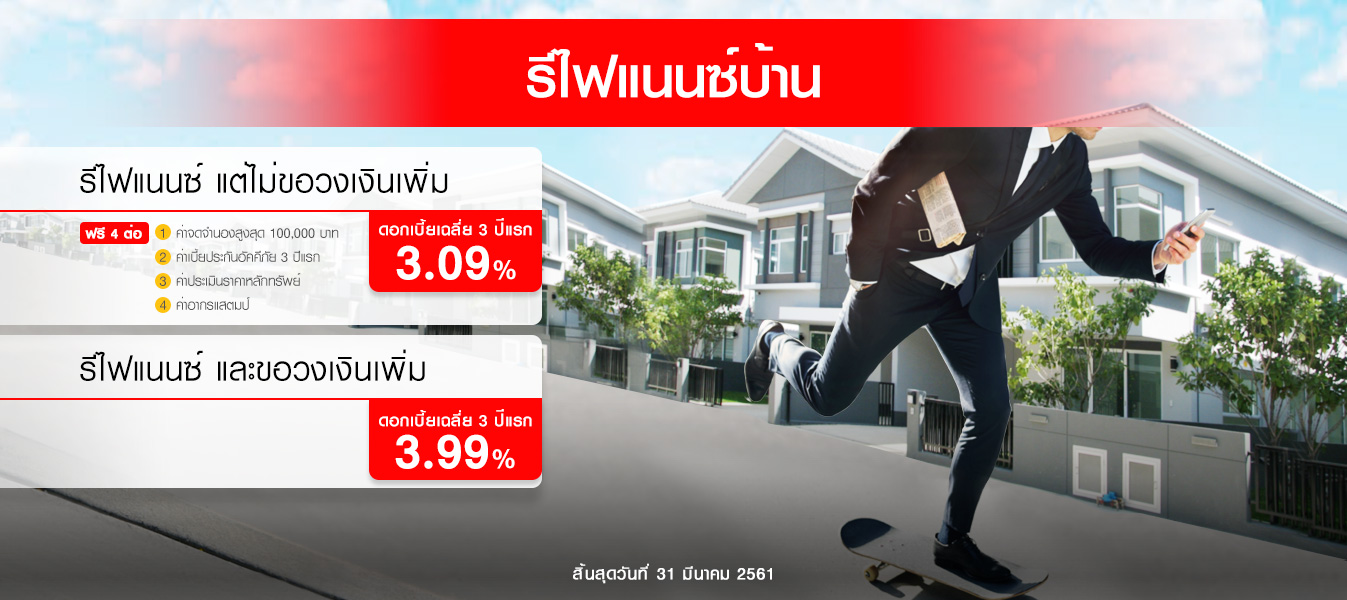 รีไฟแนนซ์บ้าน
รีไฟแนนซ์ แต่ไม่ขอวงเงินเพิ่ม
ฟรี 4 ต่อ
1 ค่าจดจำนองสูงสุด 100,000 บาท
2 ค่าเบี้ยประกันอัคคีภัย 3 ปีแรก
3 ค่าประเมินราคาหลักทรัพย์
4 ค่าอากรแสตมป์
ดอกเบี้ยเฉลี่ย 3 ปีแรก
3.09%
รีไฟแนนซ์ และขอวงเงินเพิ่ม
ดอกเบี้ยเฉลี่ย 3 ปีแรก
3.99%
สิ้นสุดวันที่ 31 มีนาคม 2561